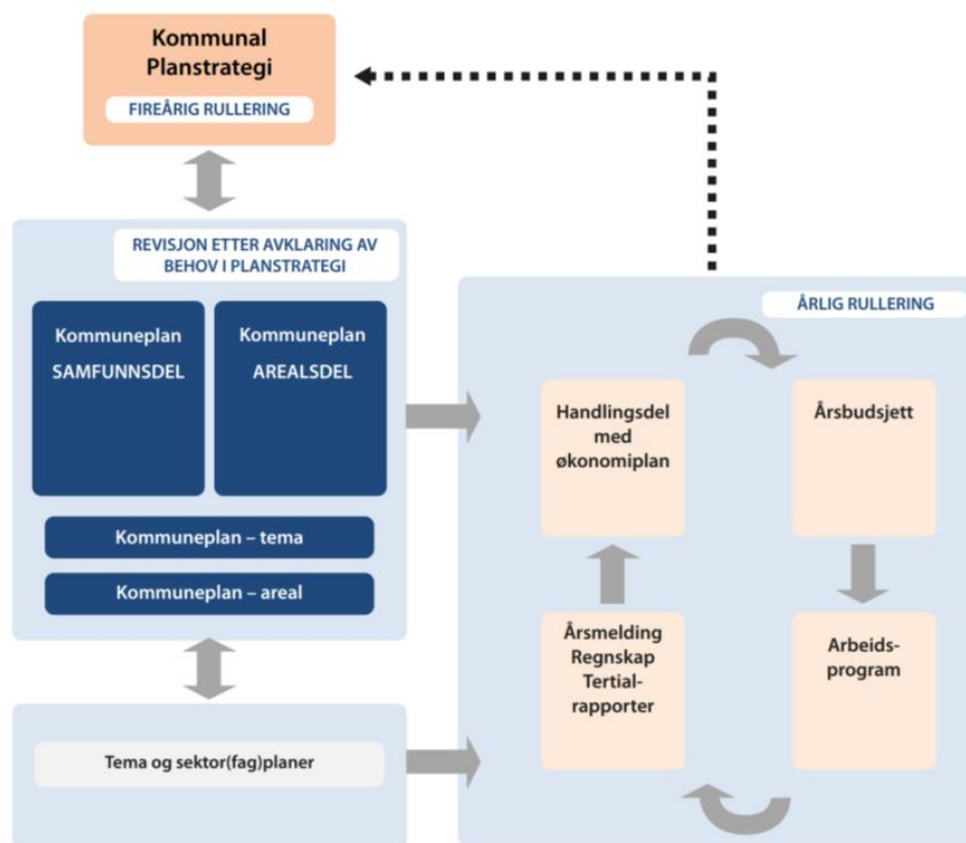 Kommunal
Planstrategi
FIREÅRIG RULLERING
REVISJON ETTER AVKLARING AV
BEHOV I PLANSTRATEGI
Kommuneplan
SAMFUNNSDEL
Kommuneplan
AREALSDEL
Kommuneplan – tema
Kommuneplan – areal
Tema og sektor(fag)planer
ÅRLIG RULLERING
Handlingsdel
med
økonomiplan
Årsbudsjett
Årsmelding
Regnskap
Tertial-
rapporter
Arbeids-
program